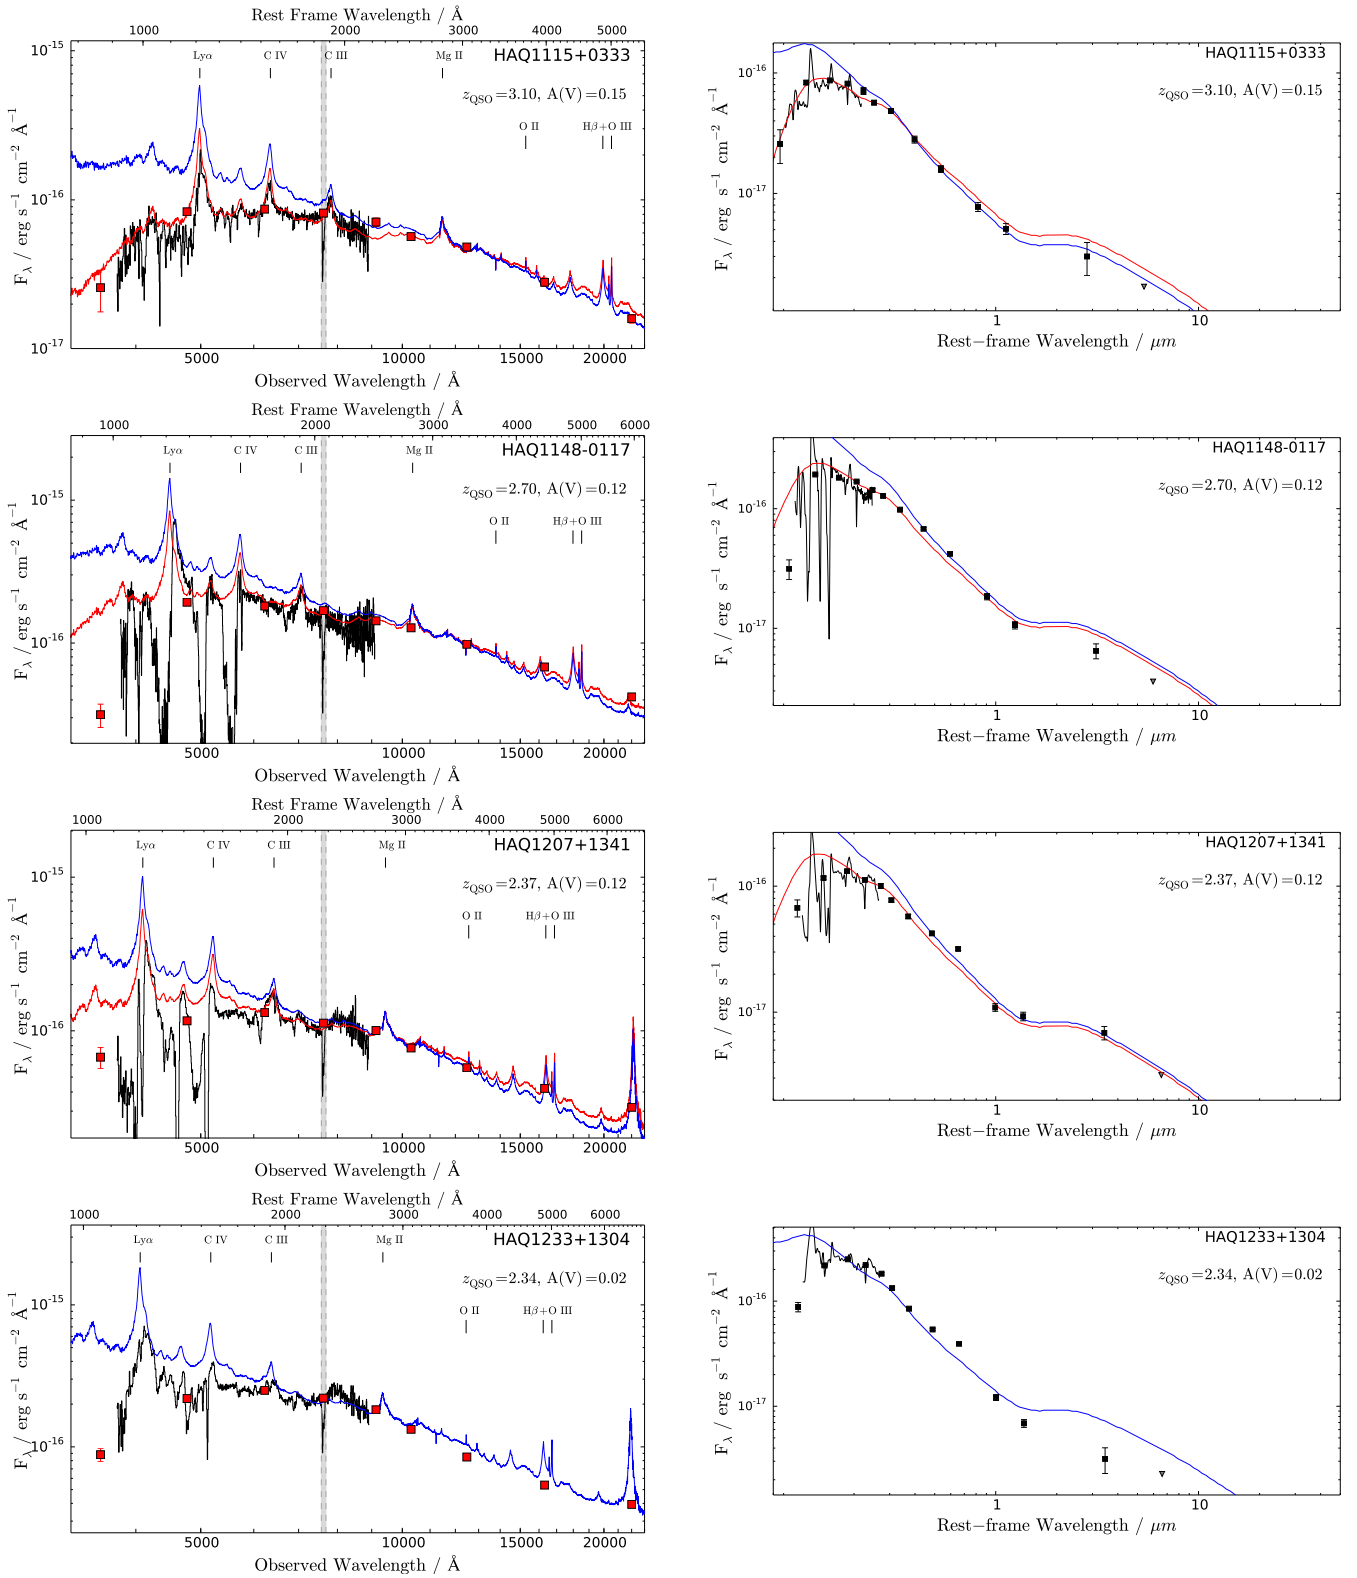 Rest Frame Wavelength / Å
1000 2000 3000 4000 5000
HAQ1115+0333
Lyα C IV C III Mg II
z_QSO=3.10, A(V)=0.15
O II Hβ+O III
F_λ / erg s⁻¹ cm⁻² Å⁻¹
10⁻¹⁵
10⁻¹⁶
10⁻¹⁷
5000 10000 15000 20000
Observed Wavelength / Å
HAQ1115+0333
z_QSO=3.10, A(V)=0.15
F_λ / erg s⁻¹ cm⁻² Å⁻¹
10⁻¹⁶
10⁻¹⁷
1 10
Rest−frame Wavelength / μm
Rest Frame Wavelength / Å
1000 2000 3000 4000 5000 6000
HAQ1148-0117
Lyα C IV C III Mg II
z_QSO=2.70, A(V)=0.12
O II Hβ+O III
F_λ / erg s⁻¹ cm⁻² Å⁻¹
10⁻¹⁵
10⁻¹⁶
5000 10000 15000 20000
Observed Wavelength / Å
HAQ1148-0117
z_QSO=2.70, A(V)=0.12
F_λ / erg s⁻¹ cm⁻² Å⁻¹
10⁻¹⁶
10⁻¹⁷
1 10
Rest−frame Wavelength / μm
Rest Frame Wavelength / Å
1000 2000 3000 4000 5000 6000
HAQ1207+1341
Lyα C IV C III Mg II
z_QSO=2.37, A(V)=0.12
O II Hβ+O III
F_λ / erg s⁻¹ cm⁻² Å⁻¹
10⁻¹⁵
10⁻¹⁶
5000 10000 15000 20000
Observed Wavelength / Å
HAQ1207+1341
z_QSO=2.37, A(V)=0.12
F_λ / erg s⁻¹ cm⁻² Å⁻¹
10⁻¹⁶
10⁻¹⁷
1 10
Rest−frame Wavelength / μm
Rest Frame Wavelength / Å
1000 2000 3000 4000 5000 6000
HAQ1233+1304
Lyα C IV C III Mg II
z_QSO=2.34, A(V)=0.02
O II Hβ+O III
F_λ / erg s⁻¹ cm⁻² Å⁻¹
10⁻¹⁵
10⁻¹⁶
5000 10000 15000 20000
Observed Wavelength / Å
HAQ1233+1304
z_QSO=2.34, A(V)=0.02
F_λ / erg s⁻¹ cm⁻² Å⁻¹
10⁻¹⁶
10⁻¹⁷
1 10
Rest−frame Wavelength / μm